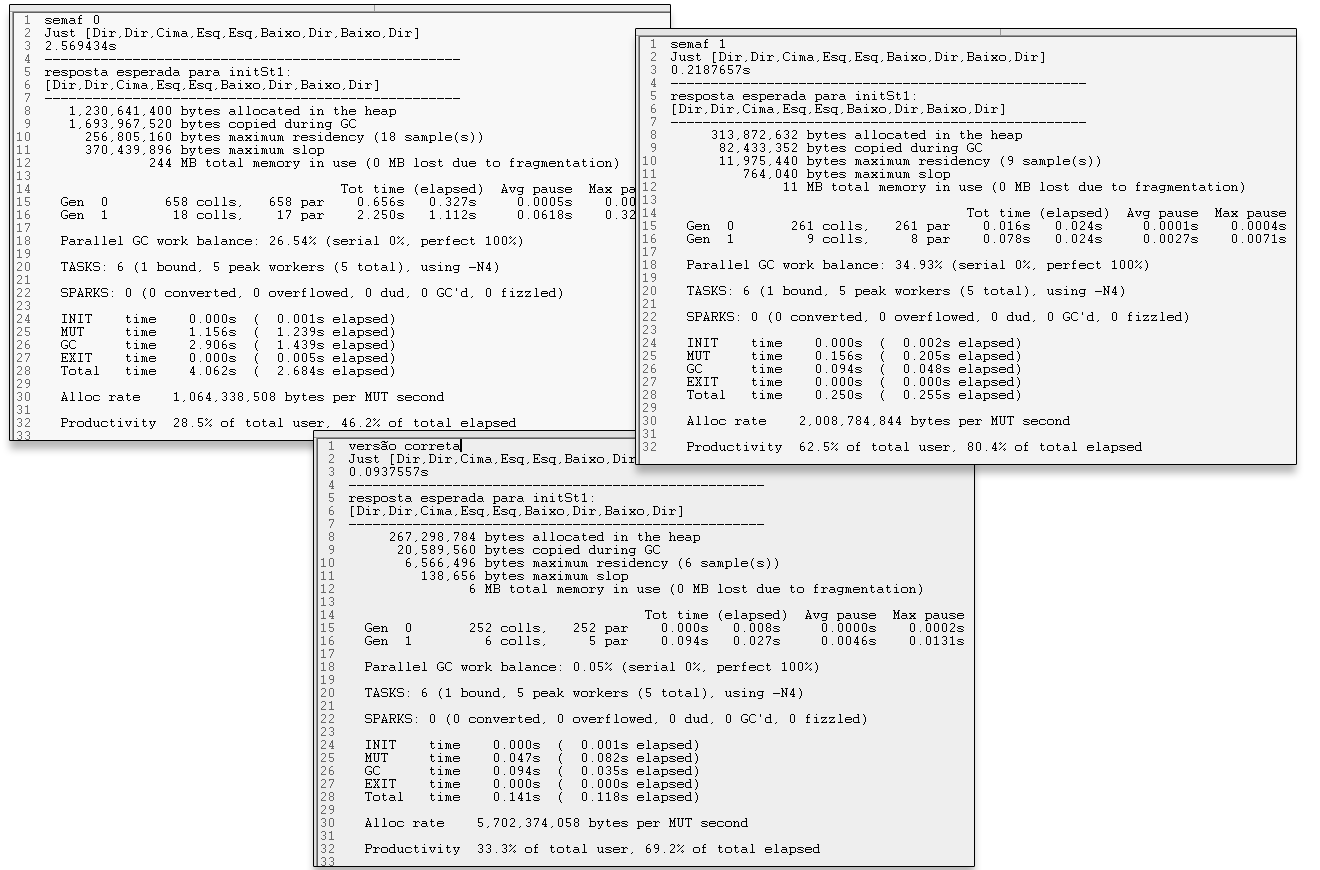 1 semaf 0
2 Just [Dir,Dir,Cima,Esq,Esq,Baixo,Dir,Baixo,Dir]
3 2.569434s
4 ----------------------------------------------------
5 resposta esperada para initSt1:
6 [Dir,Dir,Cima,Esq,Esq,Baixo,Dir,Baixo,Dir]
7 ----------------------------------------------------
8 1,230,641,400 bytes allocated in the heap
9 1,693,967,520 bytes copied during GC
10 256,805,160 bytes maximum residency (18 sample(s))
11 370,439,896 bytes maximum slop
12 244 MB total memory in use (0 MB lost due to fragmentation)
13
14 Tot time (elapsed) Avg pause Max pa
15 Gen 0 658 colls, 658 par 0.656s 0.327s 0.0005s 0.00
16 Gen 1 18 colls, 17 par 2.250s 1.112s 0.0618s 0.32
17
18 Parallel GC work balance: 26.54% (serial 0%, perfect 100%)
19
20 TASKS: 6 (1 bound, 5 peak workers (5 total), using -N4)
21
22 SPARKS: 0 (0 converted, 0 overflowed, 0 dud, 0 GC'd, 0 fizzled)
23
24 INIT time 0.000s ( 0.001s elapsed)
25 MUT time 1.156s ( 1.239s elapsed)
26 GC time 2.906s ( 1.439s elapsed)
27 EXIT time 0.000s ( 0.005s elapsed)
28 Total time 4.062s ( 2.684s elapsed)
29
30 Alloc rate 1,064,338,508 bytes per MUT second
31
32 Productivity 28.5% of total user, 46.2% of total elapsed
33
1 semaf 1
2 Just [Dir,Dir,Cima,Esq,Esq,Baixo,Dir,Baixo,Dir]
3 0.2187657s
4 ----------------------------------------------------
5 resposta esperada para initSt1:
6 [Dir,Dir,Cima,Esq,Esq,Baixo,Dir,Baixo,Dir]
7 ----------------------------------------------------
8 313,872,632 bytes allocated in the heap
9 82,433,352 bytes copied during GC
10 11,975,440 bytes maximum residency (9 sample(s))
11 764,040 bytes maximum slop
12 11 MB total memory in use (0 MB lost due to fragmentation)
13
14 Tot time (elapsed) Avg pause Max pause
15 Gen 0 261 colls, 261 par 0.016s 0.024s 0.0001s 0.0004s
16 Gen 1 9 colls, 8 par 0.078s 0.024s 0.0027s 0.0071s
17
18 Parallel GC work balance: 34.93% (serial 0%, perfect 100%)
19
20 TASKS: 6 (1 bound, 5 peak workers (5 total), using -N4)
21
22 SPARKS: 0 (0 converted, 0 overflowed, 0 dud, 0 GC'd, 0 fizzled)
23
24 INIT time 0.000s ( 0.002s elapsed)
25 MUT time 0.156s ( 0.205s elapsed)
26 GC time 0.094s ( 0.048s elapsed)
27 EXIT time 0.000s ( 0.000s elapsed)
28 Total time 0.250s ( 0.255s elapsed)
29
30 Alloc rate 2,008,784,844 bytes per MUT second
31
32 Productivity 62.5% of total user, 80.4% of total elapsed
1 versão correta
2 Just [Dir,Dir,Cima,Esq,Esq,Baixo,Dir
3 0.0937557s
4 ----------------------------------------------------
5 resposta esperada para initSt1:
6 [Dir,Dir,Cima,Esq,Esq,Baixo,Dir,Baixo,Dir]
7 ----------------------------------------------------
8 267,298,784 bytes allocated in the heap
9 20,589,560 bytes copied during GC
10 6,566,496 bytes maximum residency (6 sample(s))
11 138,656 bytes maximum slop
12 6 MB total memory in use (0 MB lost due to fragmentation)
13
14 Tot time (elapsed) Avg pause Max pause
15 Gen 0 252 colls, 252 par 0.000s 0.008s 0.0000s 0.0002s
16 Gen 1 6 colls, 5 par 0.094s 0.027s 0.0046s 0.0131s
17
18 Parallel GC work balance: 0.05% (serial 0%, perfect 100%)
19
20 TASKS: 6 (1 bound, 5 peak workers (5 total), using -N4)
21
22 SPARKS: 0 (0 converted, 0 overflowed, 0 dud, 0 GC'd, 0 fizzled)
23
24 INIT time 0.000s ( 0.001s elapsed)
25 MUT time 0.047s ( 0.082s elapsed)
26 GC time 0.094s ( 0.035s elapsed)
27 EXIT time 0.000s ( 0.000s elapsed)
28 Total time 0.141s ( 0.118s elapsed)
29
30 Alloc rate 5,702,374,058 bytes per MUT second
31
32 Productivity 33.3% of total user, 69.2% of total elapsed
33